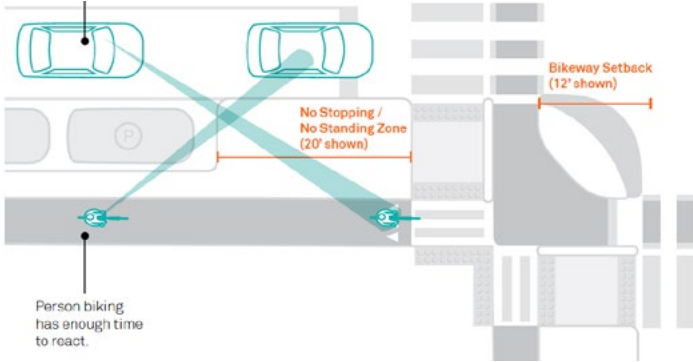 Bikeway Setback
(12' shown)
No Stopping /
No Standing Zone
(20' shown)
P
Person biking
has enough time
to react.